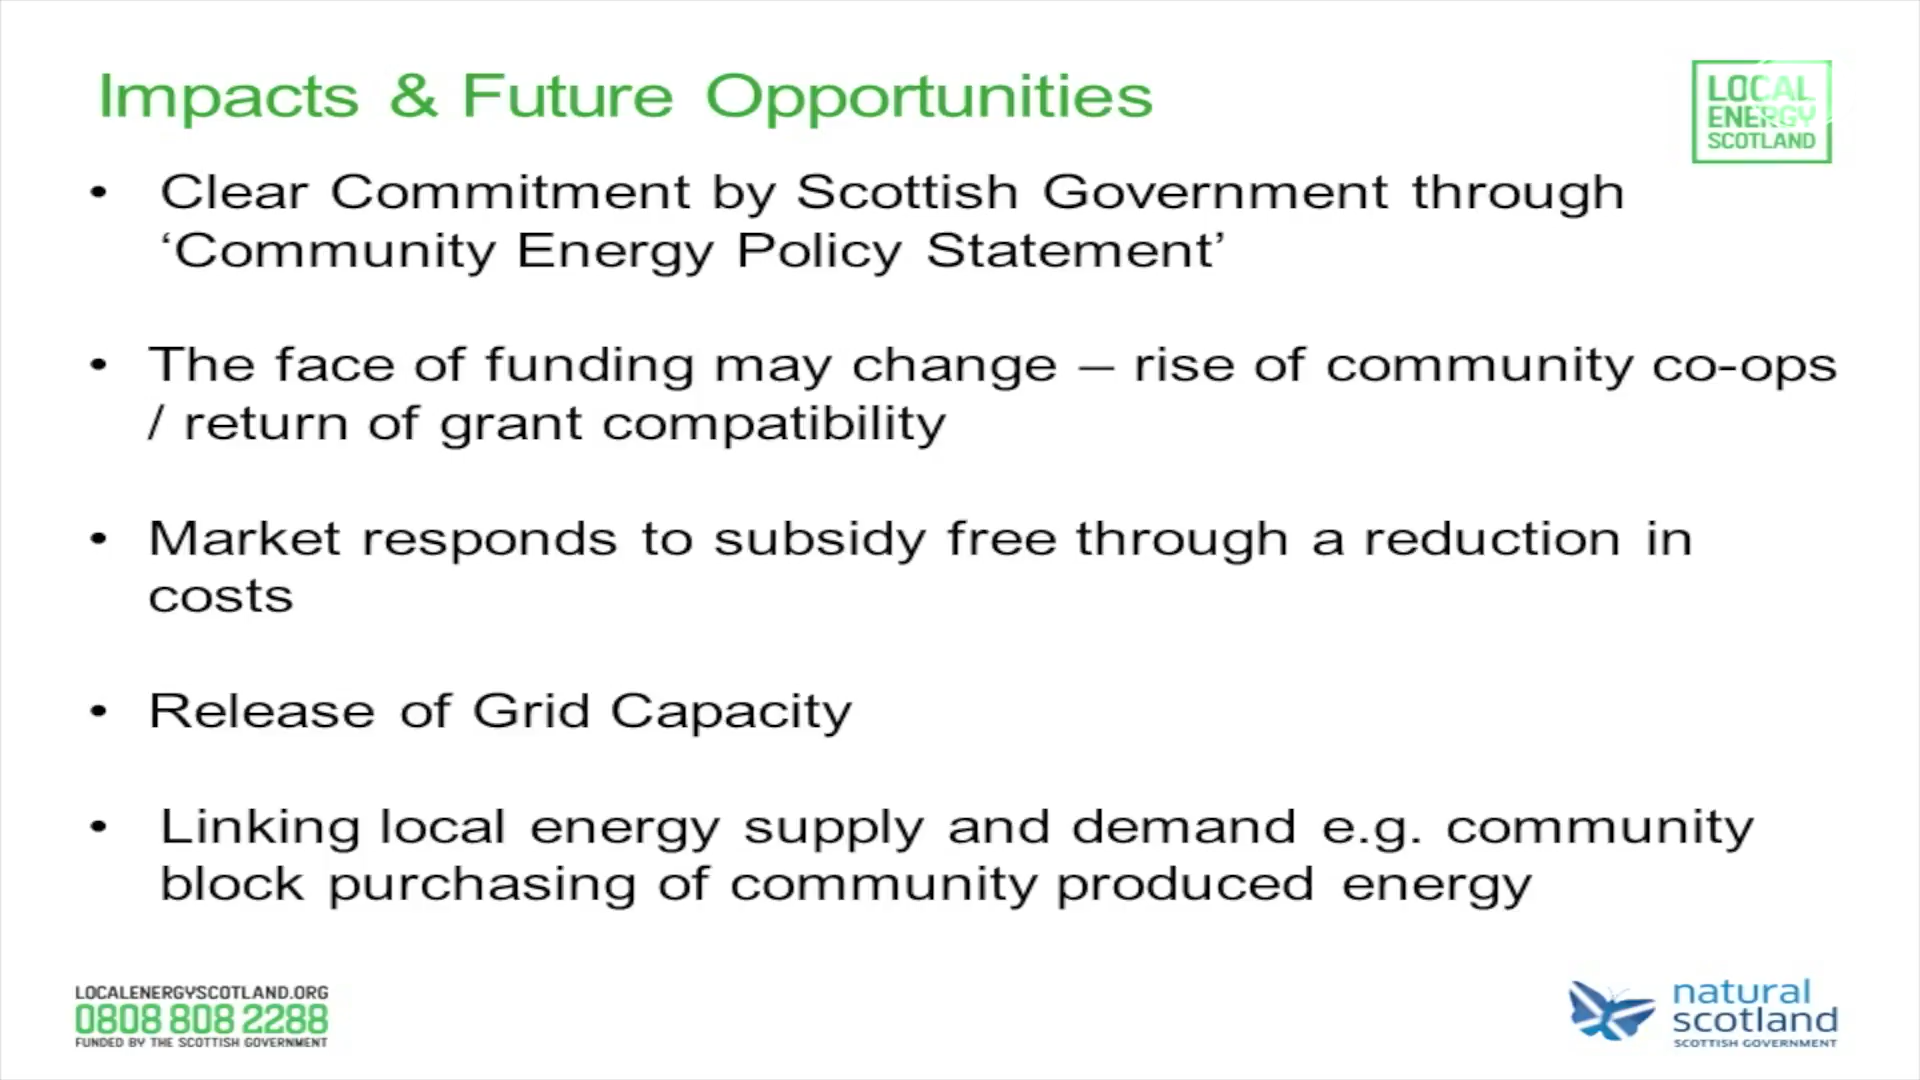 Impacts & Future Opportunities
LOCAL
ENERGY
SCOTLAND
• Clear Commitment by Scottish Government through
‘Community Energy Policy Statement’
• The face of funding may change – rise of community co-ops
/ return of grant compatibility
• Market responds to subsidy free through a reduction in
costs
• Release of Grid Capacity
• Linking local energy supply and demand e.g. community
block purchasing of community produced energy
LOCALENERGYSCOTLAND.ORG
0808 808 2288
FUNDED BY THE SCOTTISH GOVERNMENT
natural
scotland
SCOTTISH GOVERNMENT